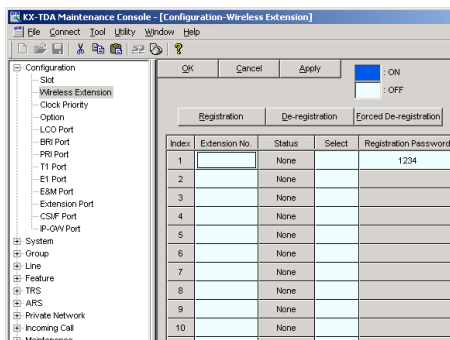 KX-TDA Maintenance Console - [Configuration-Wireless Extension]
File Connect Tool Utility Window Help
Configuration
Slot
Wireless Extension
Clock Priority
Option
LCO Port
BRI Port
PRI Port
T1 Port
E1 Port
E&M Port
Extension Port
CS/IF Port
IP-GW Port
System
Group
Line
Feature
TRS
ARS
Private Network
Incoming Call
Maintenance
OK Cancel Apply
: ON
: OFF
Registration De-registration Forced De-registration
Index Extension No. Status Select Registration Password
1 None 1234
2 None
3 None
4 None
5 None
6 None
7 None
8 None
9 None
10 None